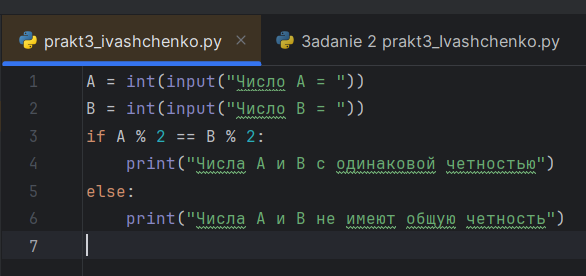 prakt3_ivashchenko.py × Задание 2 prakt3_Ivashchenko.py
1 A = int(input("Число A = "))
2 B = int(input("Число B = "))
3 if A % 2 == B % 2:
4 print("Числа A и B с одинаковой четностью")
5 else:
6 print("Числа A и B не имеют общую четность")
7